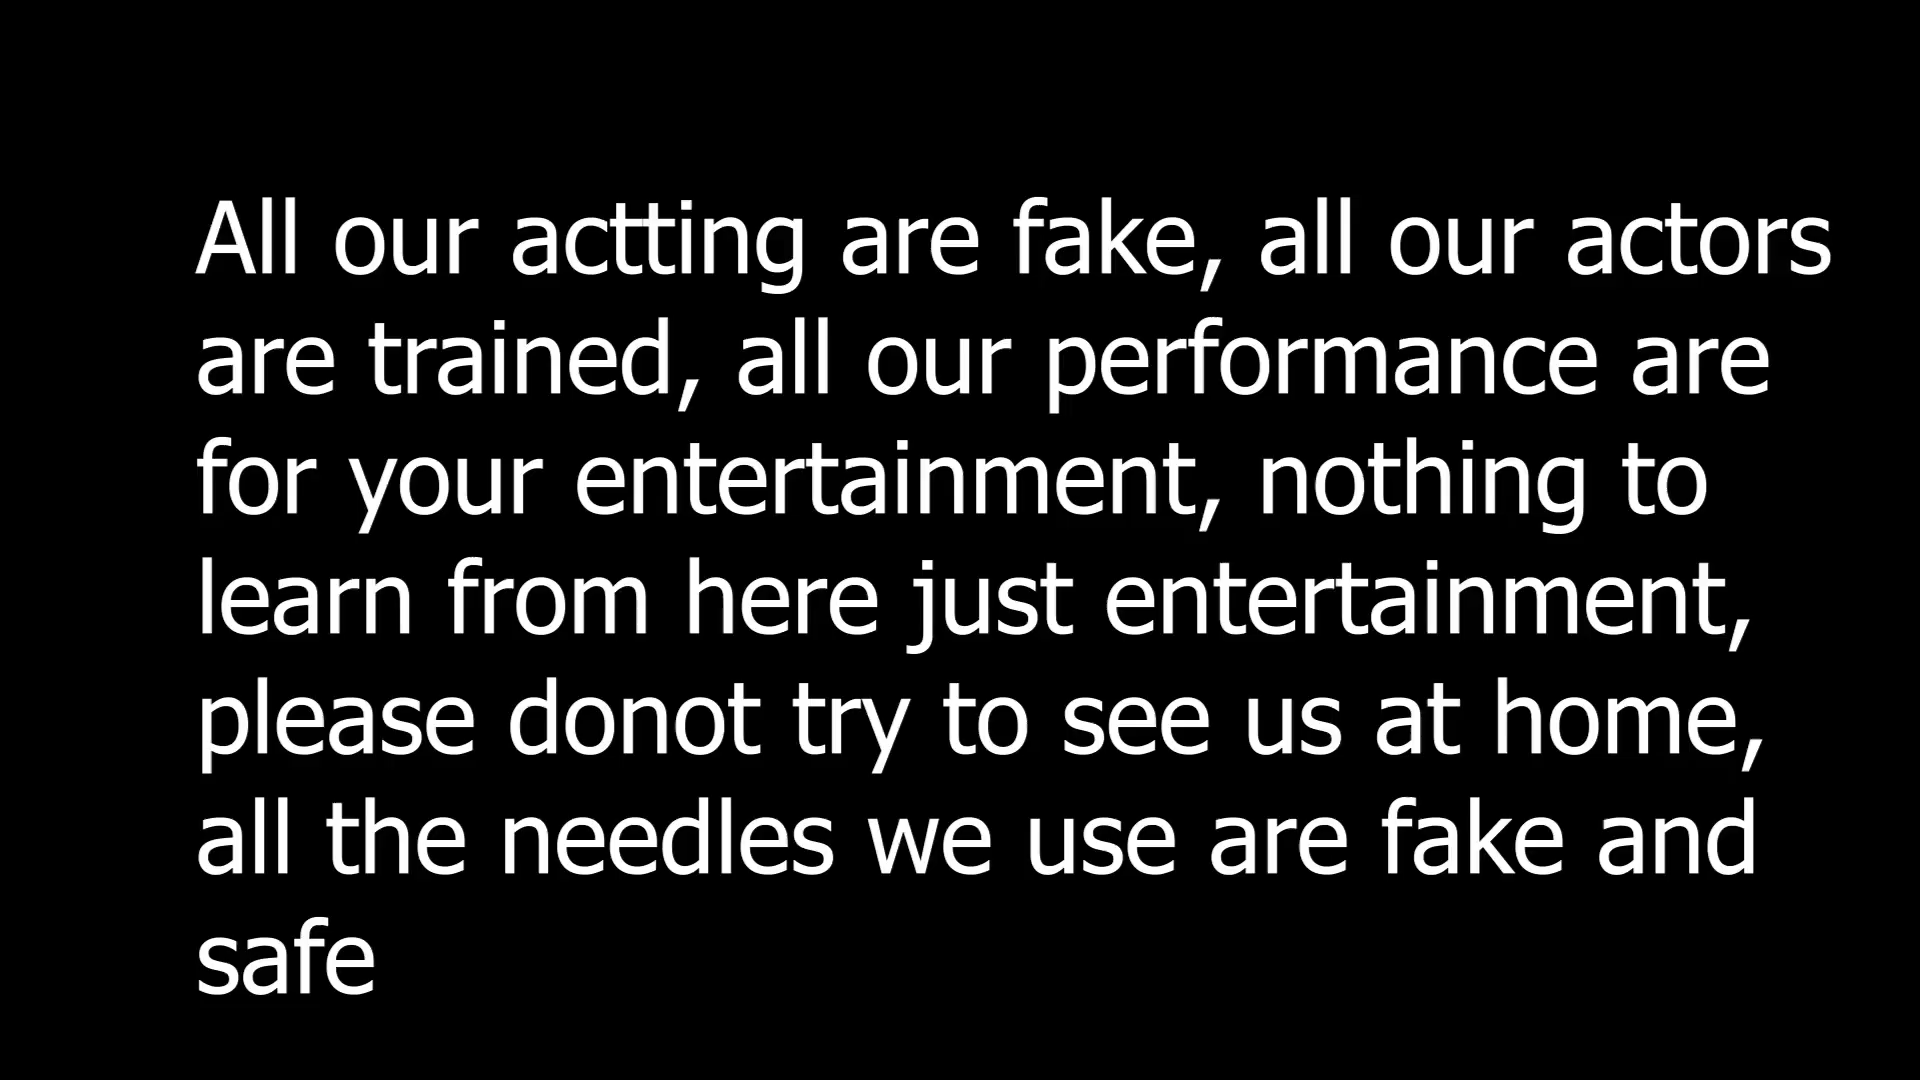 All our actting are fake, all our actors
are trained, all our performance are
for your entertainment, nothing to
learn from here just entertainment,
please donot try to see us at home,
all the needles we use are fake and
safe